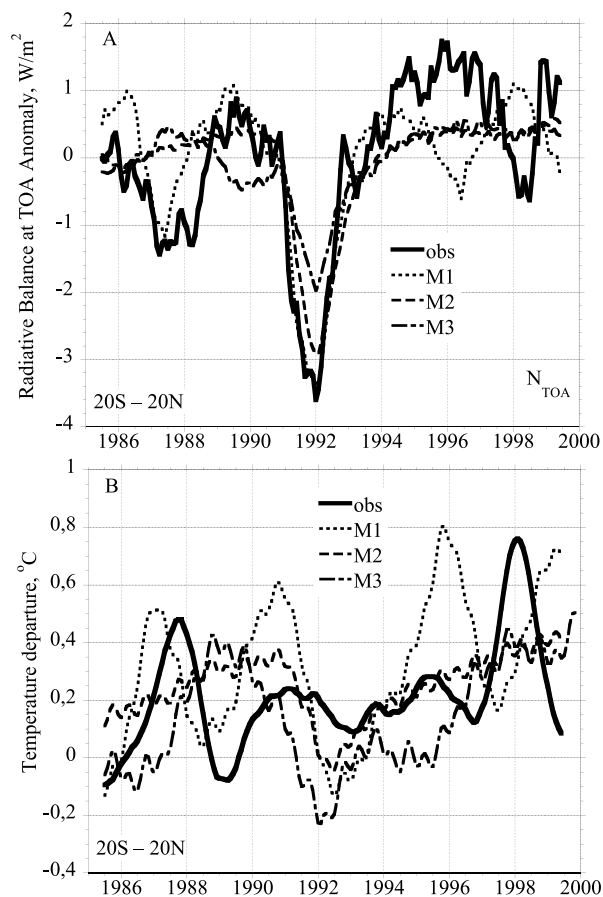 2
A
1
0
-1
-2
-3
-4
Radiative Balance at TOA Anomaly, W/m²
obs
M1
M2
M3
N_TOA
20S – 20N
1986 1988 1990 1992 1994 1996 1998 2000
1
B
0,8
0,6
0,4
0,2
0
-0,2
-0,4
Temperature departure, °C
obs
M1
M2
M3
20S – 20N
1986 1988 1990 1992 1994 1996 1998 2000